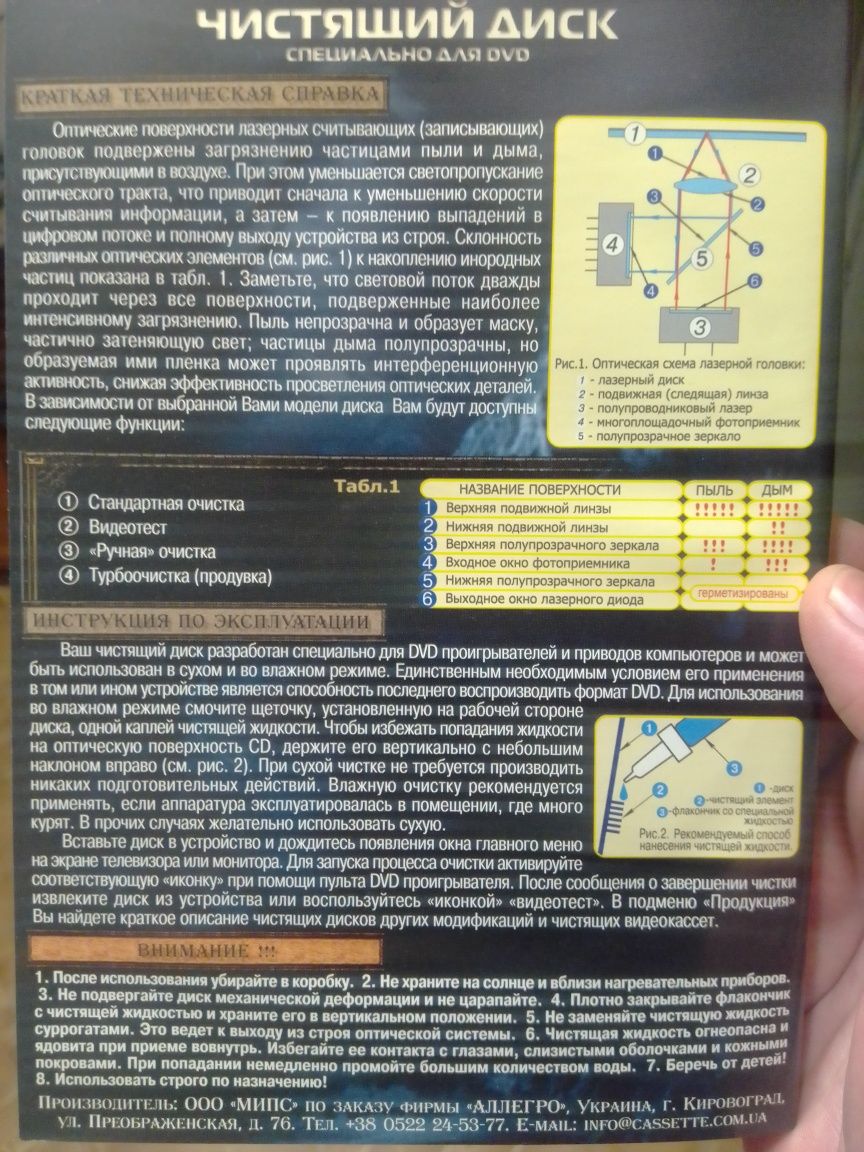 ЧИСТЯЩИЙ ДИСК
СПЕЦИАЛЬНО ДЛЯ DVD
КРАТКАЯ ТЕХНИЧЕСКАЯ СПРАВКА
Оптические поверхности лазерных считывающих (записывающих)
головок подвержены загрязнению частицами пыли и дыма,
присутствующими в воздухе. При этом уменьшается светопропускание
оптического тракта, что приводит сначала к уменьшению скорости
считывания информации, а затем – к появлению выпадений в
цифровом потоке и полному выходу устройства из строя. Склонность
различных оптических элементов (см. рис. 1) к накоплению инородных
частиц показана в табл. 1. Заметьте, что световой поток дважды
проходит через все поверхности, подверженные наиболее
интенсивному загрязнению. Пыль непрозрачна и образует маску,
частично затеняющую свет; частицы дыма полупрозрачны, но
образуемая ими пленка может проявлять интерференционную
активность, снижая эффективность просветления оптических деталей.
В зависимости от выбранной Вами модели диска Вам будут доступны
следующие функции:
1
1
2
3
2
4
5
5
4
6
3
Рис.1. Оптическая схема лазерной головки:
1 - лазерный диск
2 - подвижная (следящая) линза
3 - полупроводниковый лазер
4 - многоплощадочный фотоприемник
5 - полупрозрачное зеркало
1 Стандартная очистка
2 Видеотест
3 «Ручная» очистка
4 Турбоочистка (продувка)
Табл.1
НАЗВАНИЕ ПОВЕРХНОСТИ ПЫЛЬ ДЫМ
1 Верхняя подвижной линзы !!!!! !!!!!
2 Нижняя подвижной линзы !!
3 Верхняя полупрозрачного зеркала !!! !!!!
4 Входное окно фотоприемника ! !!!
5 Нижняя полупрозрачного зеркала
6 Выходное окно лазерного диода
герметизированы
ИНСТРУКЦИЯ ПО ЭКСПЛУАТАЦИИ
Ваш чистящий диск разработан специально для DVD проигрывателей и приводов компьютеров и может
быть использован в сухом и во влажном режиме. Единственным необходимым условием его применения
в том или ином устройстве является способность последнего воспроизводить формат DVD. Для использования
во влажном режиме смочите щеточку, установленную на рабочей стороне
диска, одной каплей чистящей жидкости. Чтобы избежать попадания жидкости
на оптическую поверхность CD, держите его вертикально с небольшим
наклоном вправо (см. рис. 2). При сухой чистке не требуется производить
никаких подготовительных действий. Влажную очистку рекомендуется
применять, если аппаратура эксплуатировалась в помещении, где много
курят. В прочих случаях желательно использовать сухую.
Вставьте диск в устройство и дождитесь появления окна главного меню
на экране телевизора или монитора. Для запуска процесса очистки активируйте
соответствующую «иконку» при помощи пульта DVD проигрывателя. После сообщения о завершении чистки
извлеките диск из устройства или воспользуйтесь «иконкой» «видеотест». В подменю «Продукция»
Вы найдете краткое описание чистящих дисков других модификаций и чистящих видеокассет.
1
2
3
1 -диск
2 -чистящий элемент
3 -флакончик со специальной
жидкостью
Рис.2. Рекомендуемый способ
нанесения чистящей жидкости.
ВНИМАНИЕ !!!
1. После использования убирайте в коробку. 2. Не храните на солнце и вблизи нагревательных приборов.
3. Не подвергайте диск механической деформации и не царапайте. 4. Плотно закрывайте флакончик
с чистящей жидкостью и храните его в вертикальном положении. 5. Не заменяйте чистящую жидкость
суррогатами. Это ведет к выходу из строя оптической системы. 6. Чистящая жидкость огнеопасна и
ядовита при приеме вовнутрь. Избегайте ее контакта с глазами, слизистыми оболочками и кожными
покровами. При попадании немедленно промойте большим количеством воды. 7. Беречь от детей!
8. Использовать строго по назначению!
Производитель: ООО «МИПС» по заказу фирмы «АЛЛЕГРО», Украина, г. Кировоград,
ул. Преображенская, д. 76. Тел. +38 0522 24-53-77. E-mail: info@cassette.com.ua